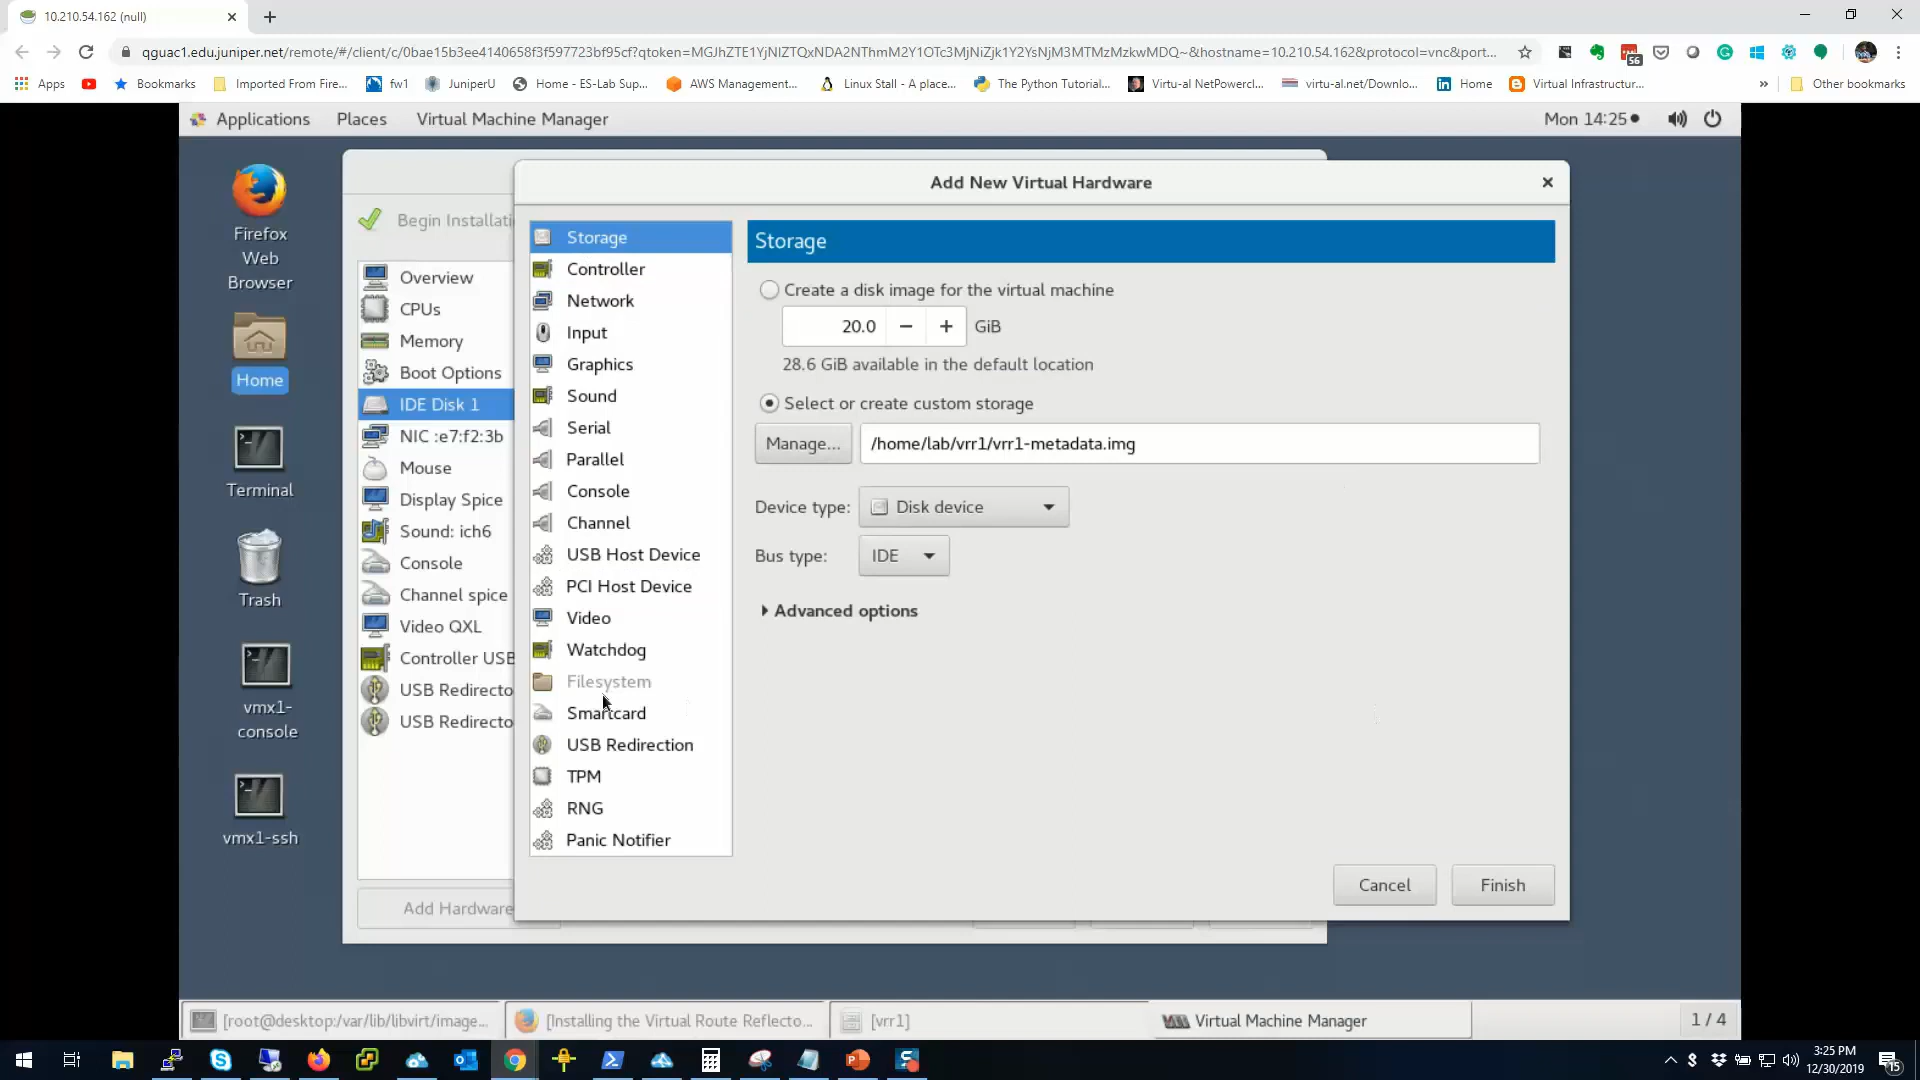 10.210.54.162 (null)
qguac1.edu.juniper.net/remote/#/client/c/0bae15b3ee4140658f3f597723bf95cf?qtoken=MGJhZTE1YjNlZTQxNDA2NThmM2Y1OTc3MjNiZjk1Y2YsNjM3MTMzMzkwMDQ~&hostname=10.210.54.162&protocol=vnc&port...
56
Apps
Bookmarks
Imported From Fire...
fw1
JuniperU
Home - ES-Lab Sup...
AWS Management...
Linux Stall - A place...
The Python Tutorial...
Virtu-al NetPowercl...
virtu-al.net/Downlo...
Home
Virtual Infrastructur...
»
Other bookmarks
Applications
Places
Virtual Machine Manager
Mon 14:25
Firefox
Web
Browser
Home
Terminal
Trash
vmx1-
console
vmx1-ssh
Begin Installati
Overview
CPUs
Memory
Boot Options
IDE Disk 1
NIC :e7:f2:3b
Mouse
Display Spice
Sound: ich6
Console
Channel spice
Video QXL
Controller USB
USB Redirecto
USB Redirecto
Add Hardware
Add New Virtual Hardware
Storage
Controller
Network
Input
Graphics
Sound
Serial
Parallel
Console
Channel
USB Host Device
PCI Host Device
Video
Watchdog
Filesystem
Smartcard
USB Redirection
TPM
RNG
Panic Notifier
Storage
Create a disk image for the virtual machine
20.0 − + GiB
28.6 GiB available in the default location
Select or create custom storage
Manage... /home/lab/vrr1/vrr1-metadata.img
Device type: Disk device
Bus type: IDE
Advanced options
Cancel
Finish
[root@desktop:/var/lib/libvirt/image...
[Installing the Virtual Route Reflecto...
[vrr1]
Virtual Machine Manager
1 / 4
3:25 PM
12/30/2019
15